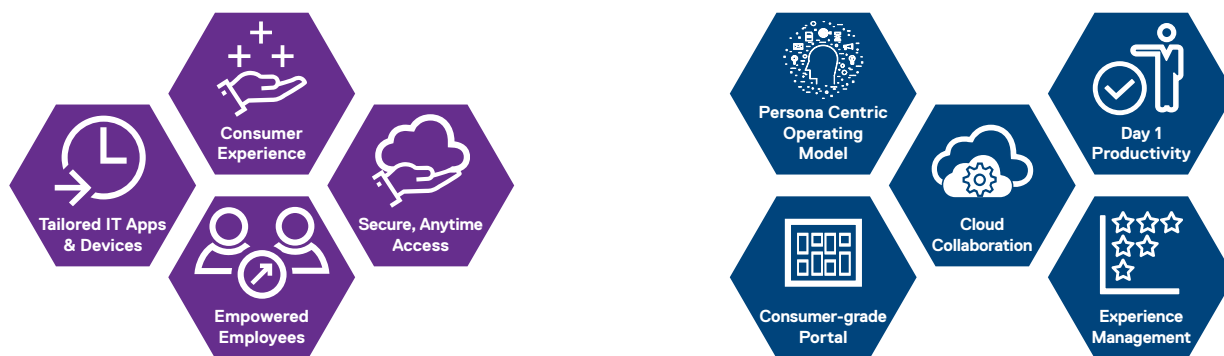 Consumer
Experience
Tailored IT Apps
& Devices
Secure, Anytime
Access
Empowered
Employees
Persona Centric
Operating
Model
Day 1
Productivity
Cloud
Collaboration
Consumer-grade
Portal
Experience
Management